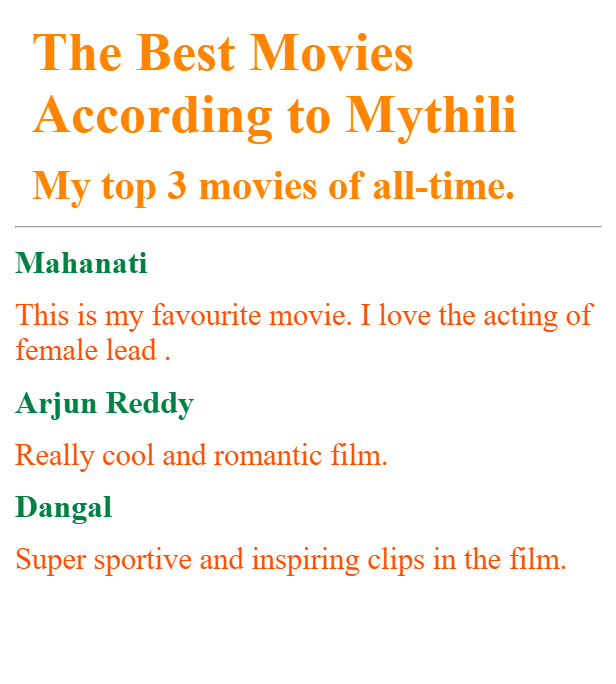 The Best Movies
According to Mythili
My top 3 movies of all-time.
Mahanati
This is my favourite movie. I love the acting of
female lead .
Arjun Reddy
Really cool and romantic film.
Dangal
Super sportive and inspiring clips in the film.